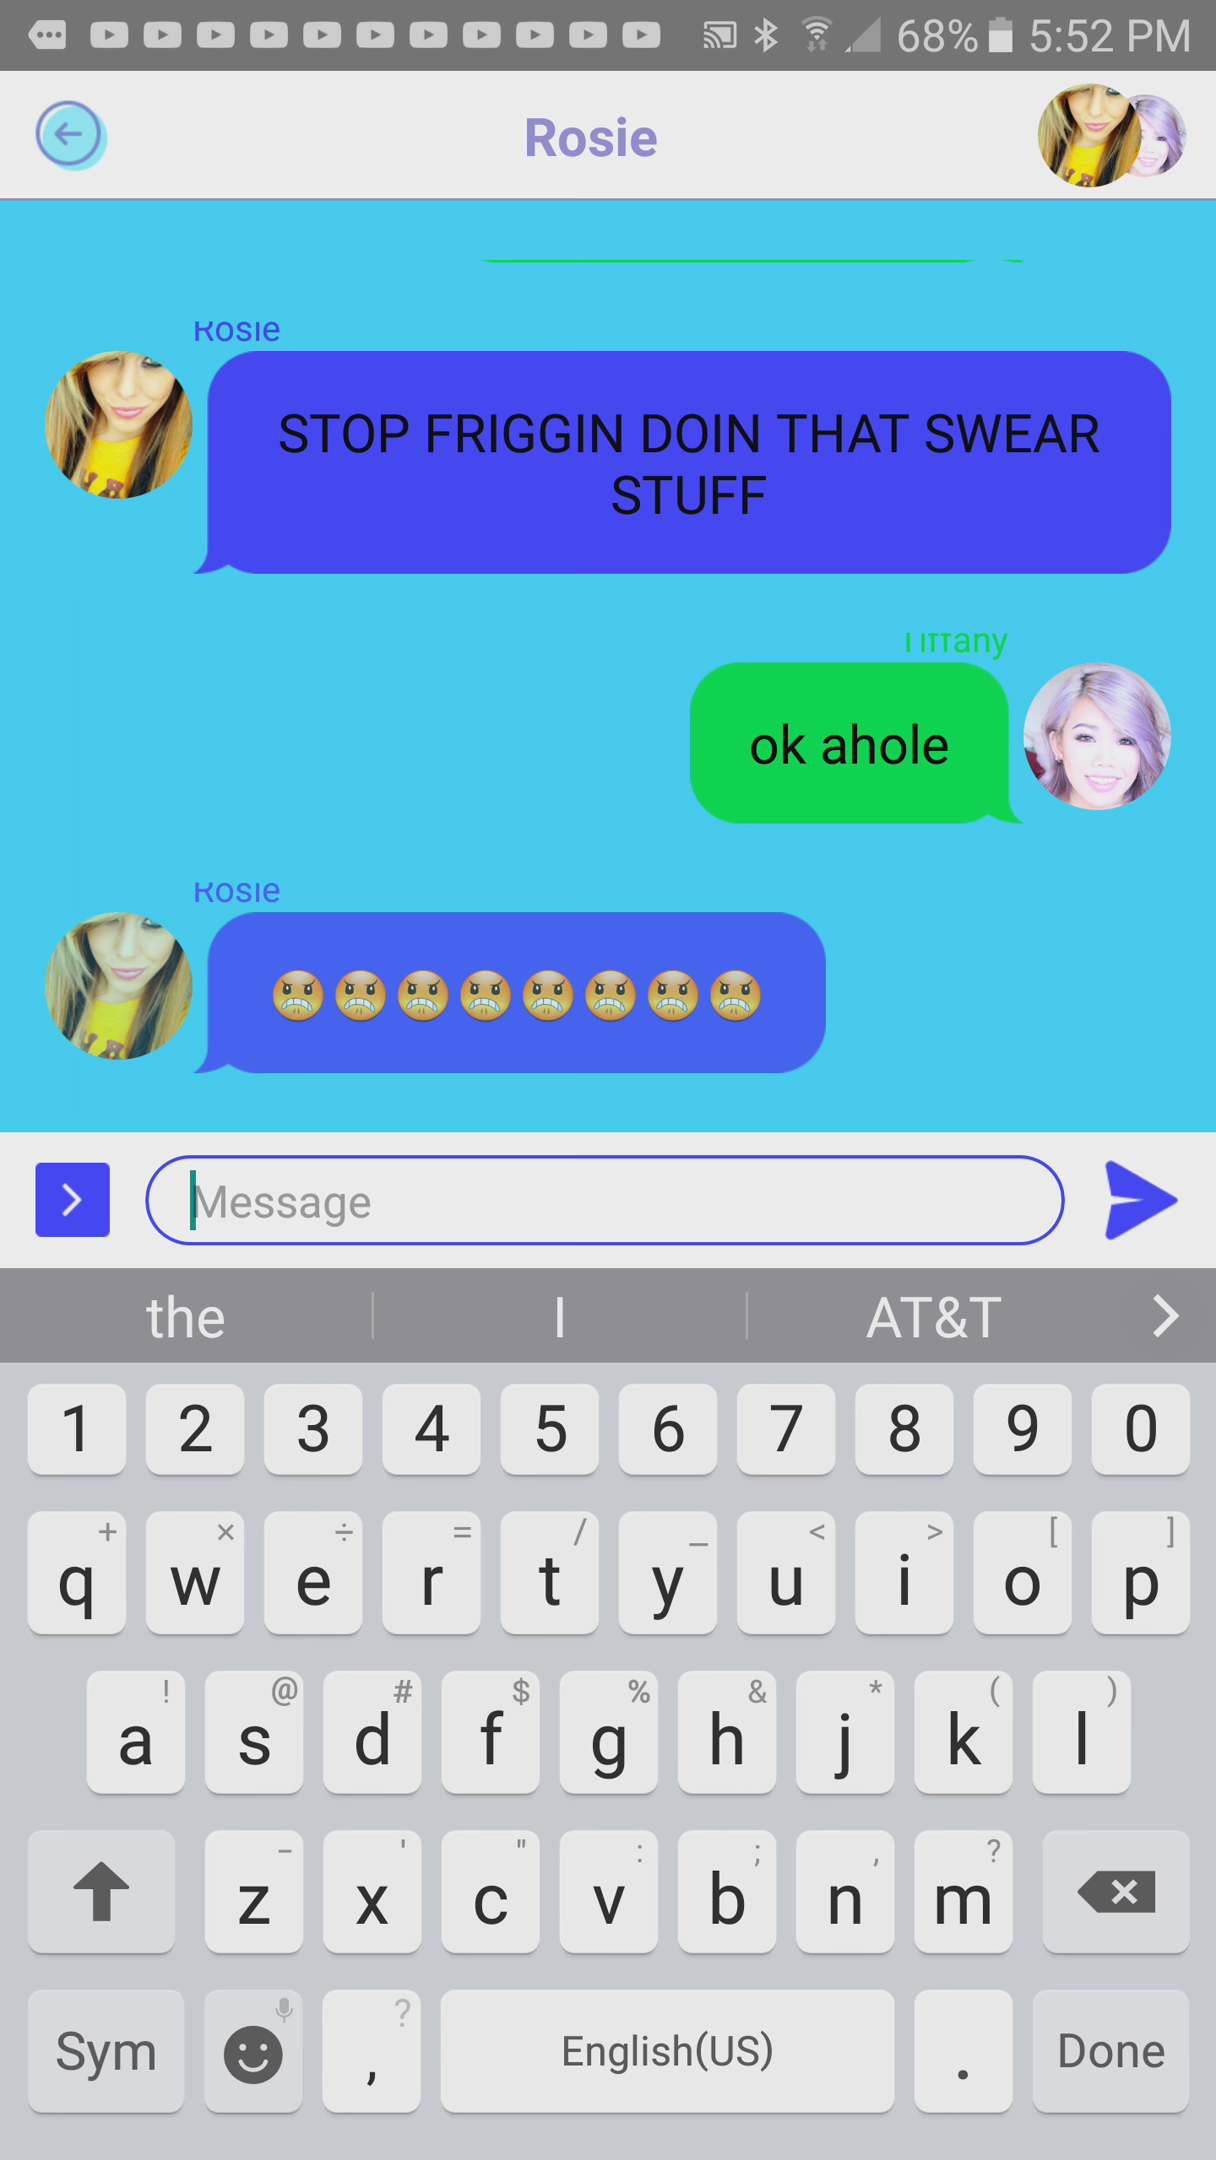 68% 5:52 PM
Rosie
Rosie
STOP FRIGGIN DOIN THAT SWEAR
STUFF
Tiffany
ok ahole
Rosie
Message
the I AT&T
1 2 3 4 5 6 7 8 9 0
+ × ÷ = / _ < > [ ]
q w e r t y u i o p
! @ # $ % & * ( )
a s d f g h j k l
- ' " : ; , ?
z x c v b n m
?
Sym , English(US) . Done